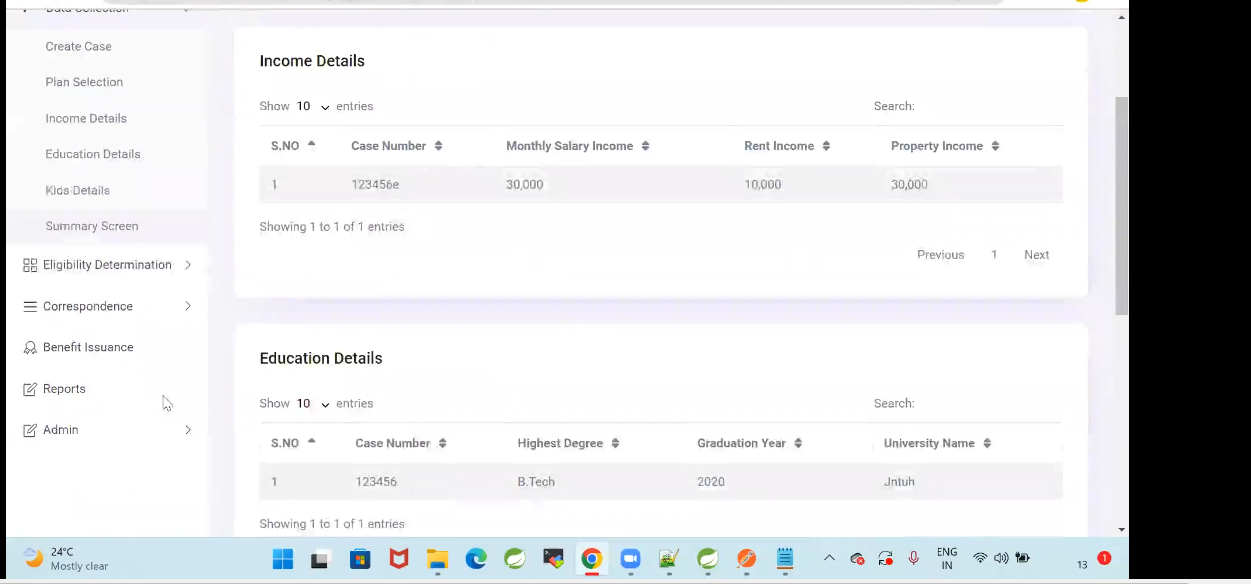 Data Collection
Create Case
Plan Selection
Income Details
Education Details
Kids Details
Summary Screen
Eligibility Determination
Correspondence
Benefit Issuance
Reports
Admin
Income Details
Show 10 entries Search:
S.NO Case Number Monthly Salary Income Rent Income Property Income
1 123456e 30,000 10,000 30,000
Showing 1 to 1 of 1 entries
Previous 1 Next
Education Details
Show 10 entries Search:
S.NO Case Number Highest Degree Graduation Year University Name
1 123456 B.Tech 2020 Jntuh
Showing 1 to 1 of 1 entries
24°C
Mostly clear
ENG
IN
13
1